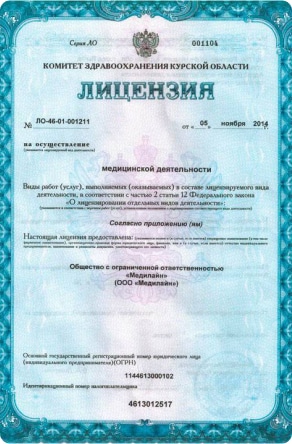 Серия ЛО 001104
КОМИТЕТ ЗДРАВООХРАНЕНИЯ КУРСКОЙ ОБЛАСТИ
ЛИЦЕНЗИЯ
№ ЛО-46-01-001211 от « 05 » ноября 2014
на осуществление
медицинской деятельности
Виды работ (услуг), выполняемых (оказываемых) в составе лицензируемого вида
деятельности, в соответствии с частью 2 статьи 12 Федерального закона
«О лицензировании отдельных видов деятельности»:
Согласно приложению (ям)
Настоящая лицензия предоставлена:
Общество с ограниченной ответственностью
«Медилайн»
(ООО «Медилайн»)
Основной государственный регистрационный номер юридического лица
(индивидуального предпринимателя)(ОГРН)
1144613000102
Идентификационный номер налогоплательщика
4613012517